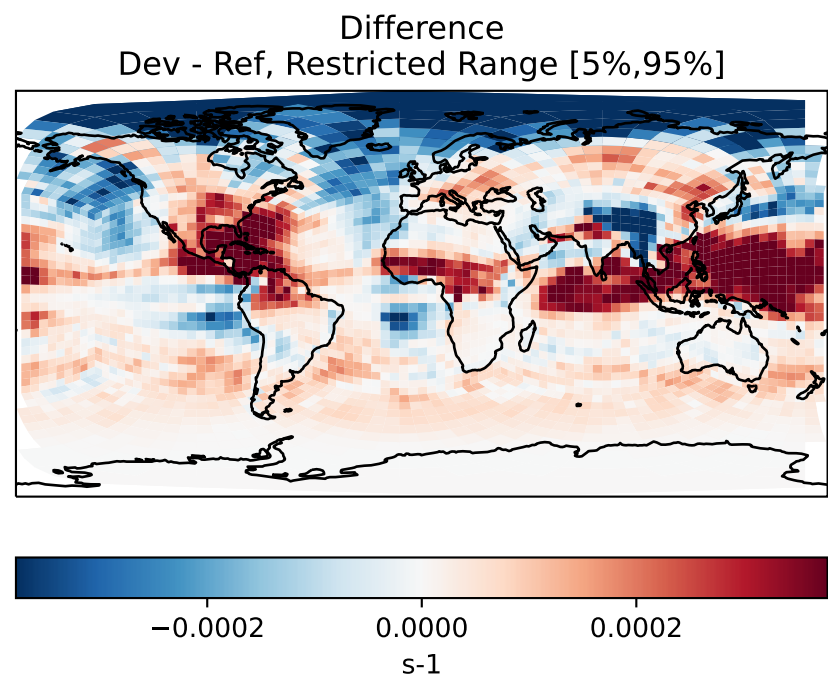 Difference
Dev - Ref, Restricted Range [5%,95%]
−0.0002 0.0000 0.0002
s-1